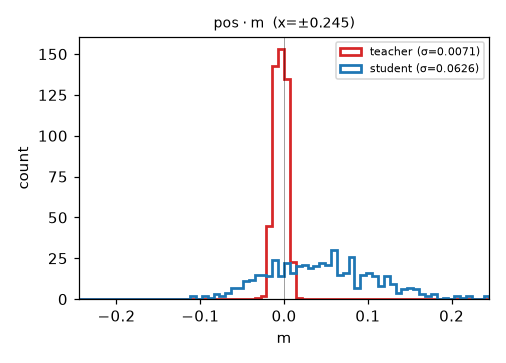 pos · m (x=±0.245)
teacher (σ=0.0071)
student (σ=0.0626)
150
125
100
75
50
25
0
count
−0.2 −0.1 0.0 0.1 0.2
m